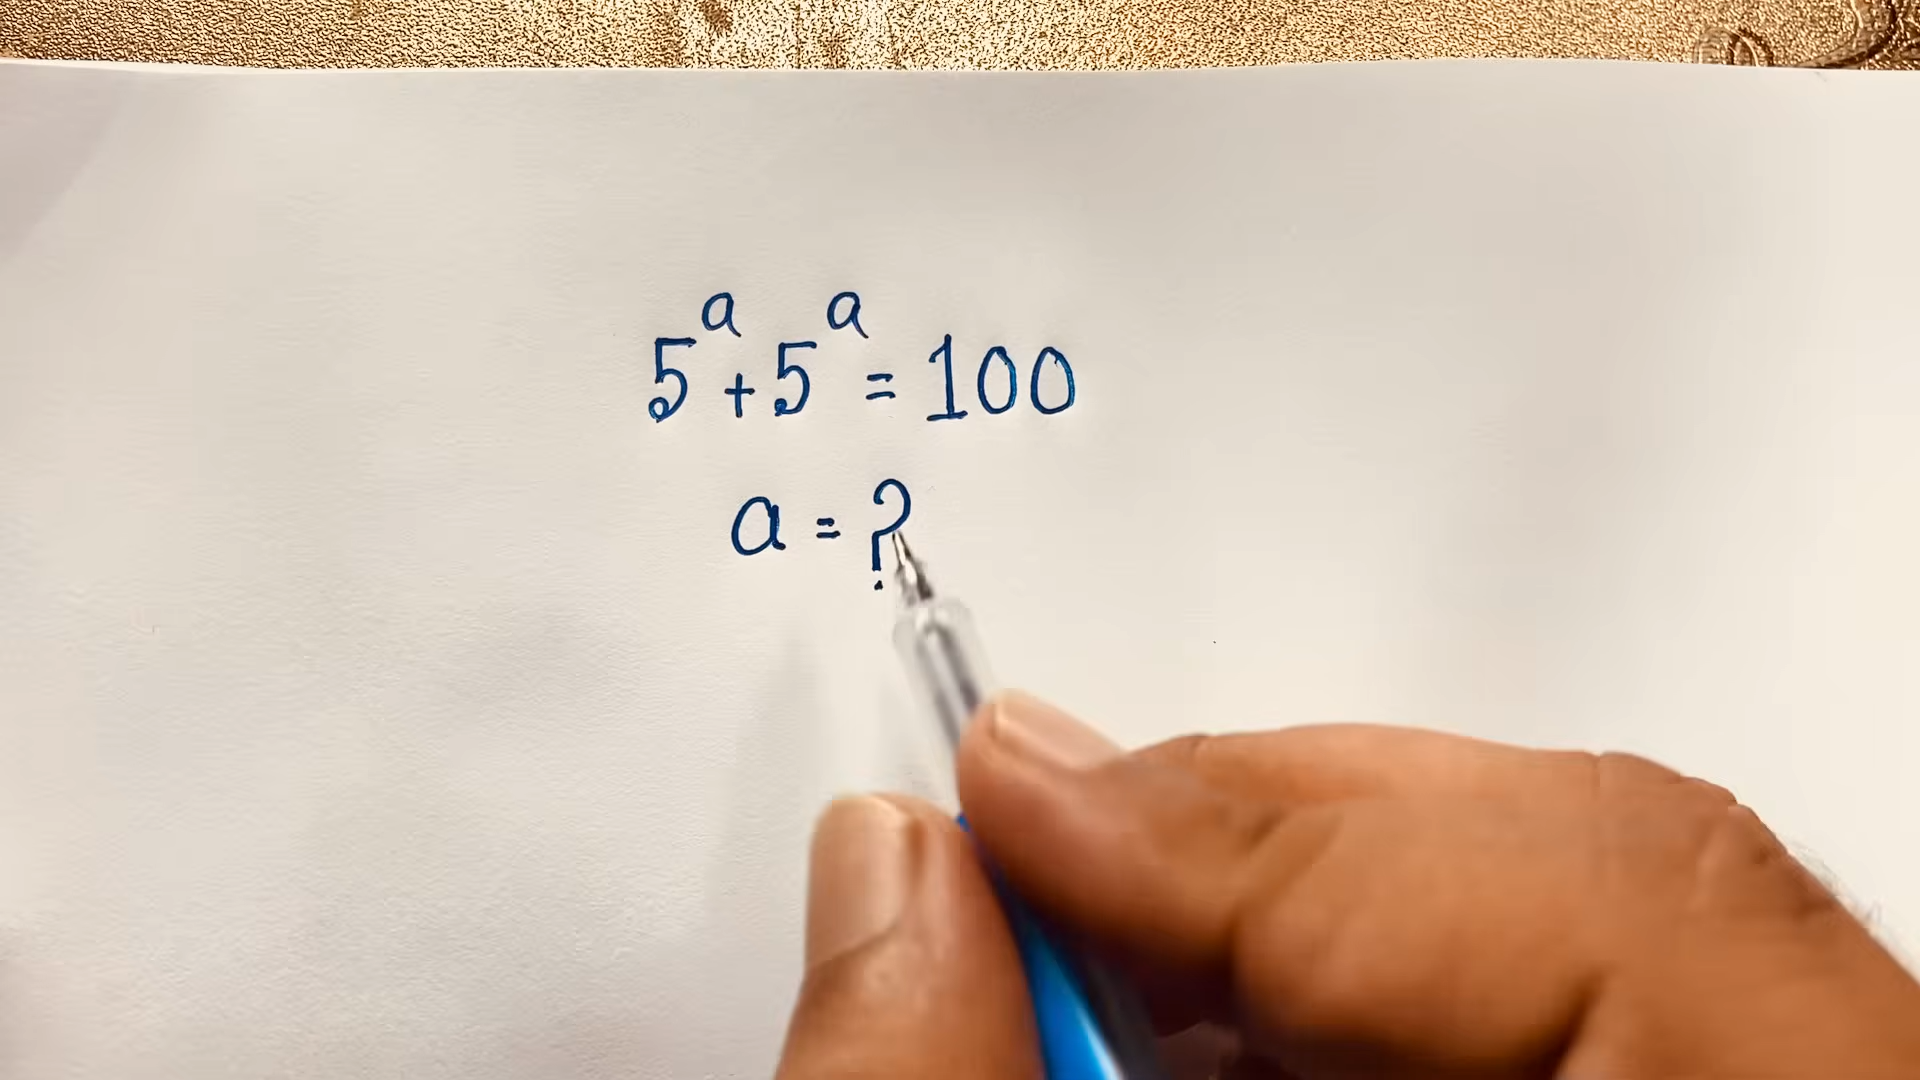 5^a + 5^a = 100
a = ?